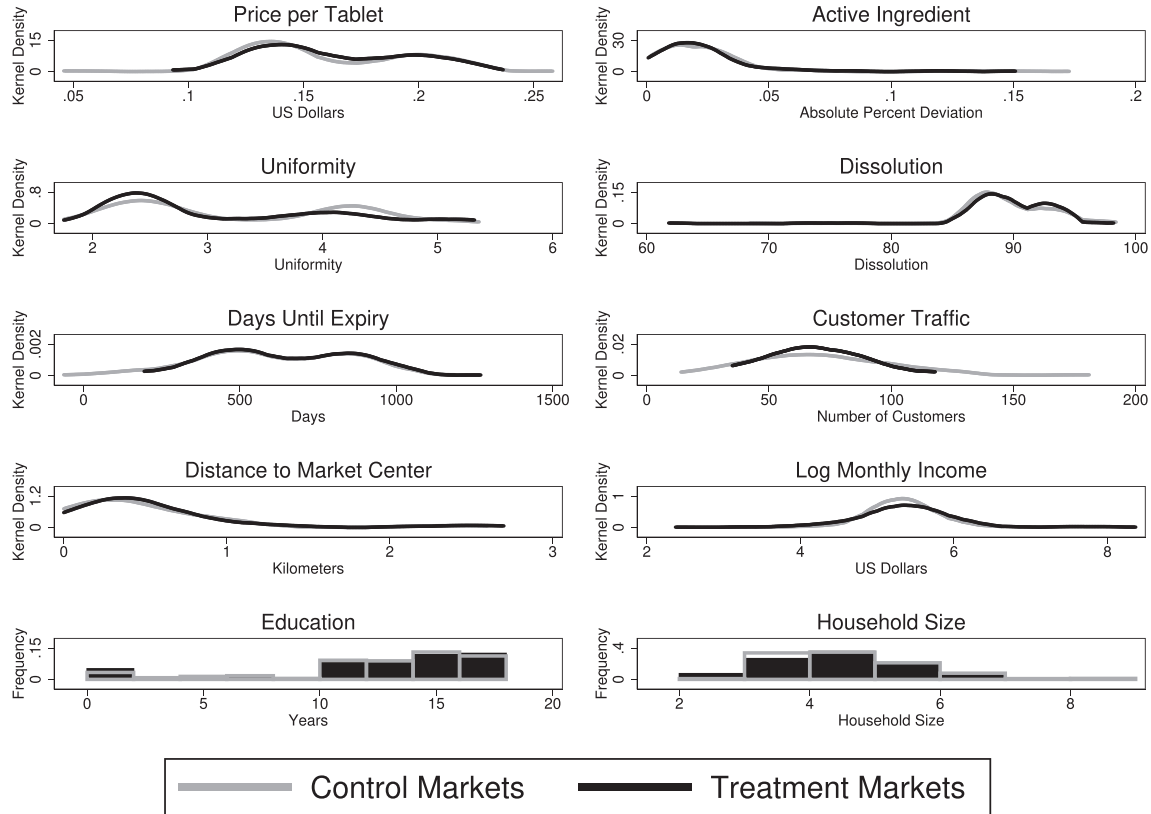 Price per Tablet
Kernel Density
15
0
.05
.1
.15
.2
.25
US Dollars
Active Ingredient
Kernel Density
30
0
0
.05
.1
.15
.2
Absolute Percent Deviation
Uniformity
Kernel Density
.8
0
2
3
4
5
6
Uniformity
Dissolution
Kernel Density
.15
0
60
70
80
90
100
Dissolution
Days Until Expiry
Kernel Density
.002
0
0
500
1000
1500
Days
Customer Traffic
Kernel Density
.02
0
0
50
100
150
200
Number of Customers
Distance to Market Center
Kernel Density
1.2
0
0
1
2
3
Kilometers
Log Monthly Income
Kernel Density
1
0
2
4
6
8
US Dollars
Education
Frequency
.15
0
0
5
10
15
20
Years
Household Size
Frequency
.4
0
2
4
6
8
Household Size
Control Markets
Treatment Markets